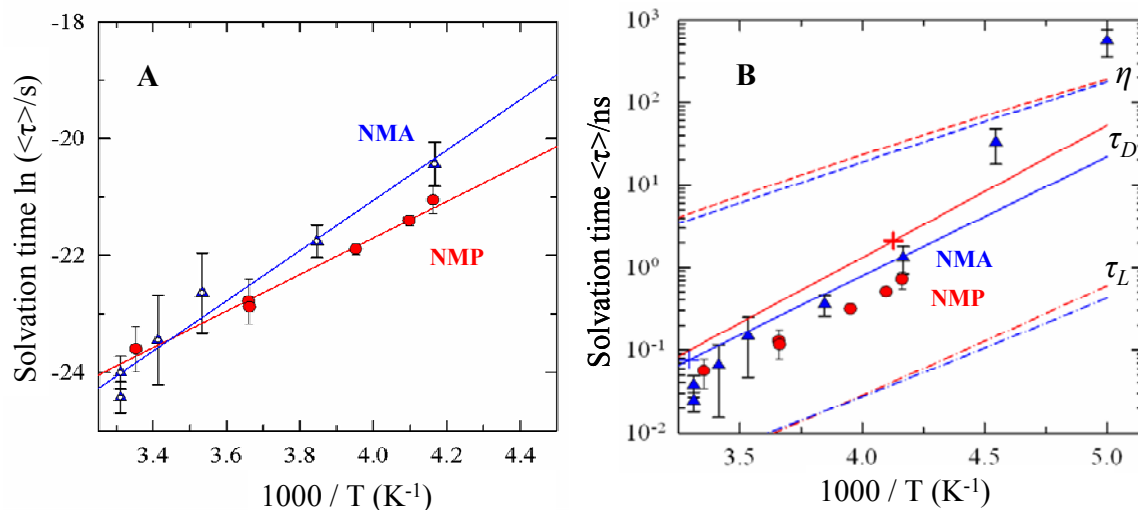 -18
-20
-22
-24
A
NMA
NMP
3.4 3.6 3.8 4.0 4.2 4.4
1000 / T (K⁻¹)
Solvation time ln (<τ>/s)
10³
10²
10¹
10⁰
10⁻¹
10⁻²
B
η
τ_D
τ_L
NMA
NMP
3.5 4.0 4.5 5.0
1000 / T (K⁻¹)
Solvation time <τ>/ns